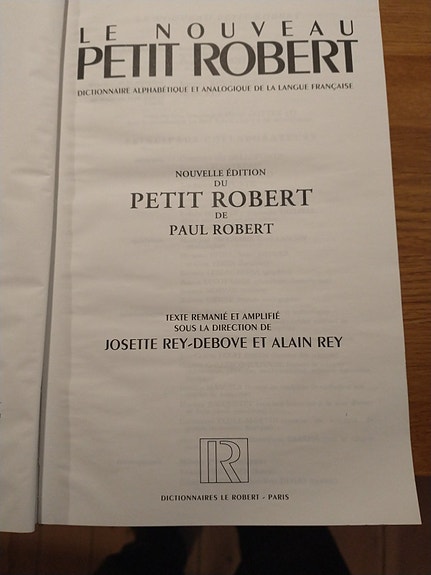 LE NOUVEAU
PETIT ROBERT
DICTIONNAIRE ALPHABÉTIQUE ET ANALOGIQUE DE LA LANGUE FRANÇAISE
NOUVELLE ÉDITION
DU
PETIT ROBERT
DE
PAUL ROBERT
TEXTE REMANIÉ ET AMPLIFIÉ
SOUS LA DIRECTION DE
JOSETTE REY-DEBOVE ET ALAIN REY
R
DICTIONNAIRES LE ROBERT - PARIS